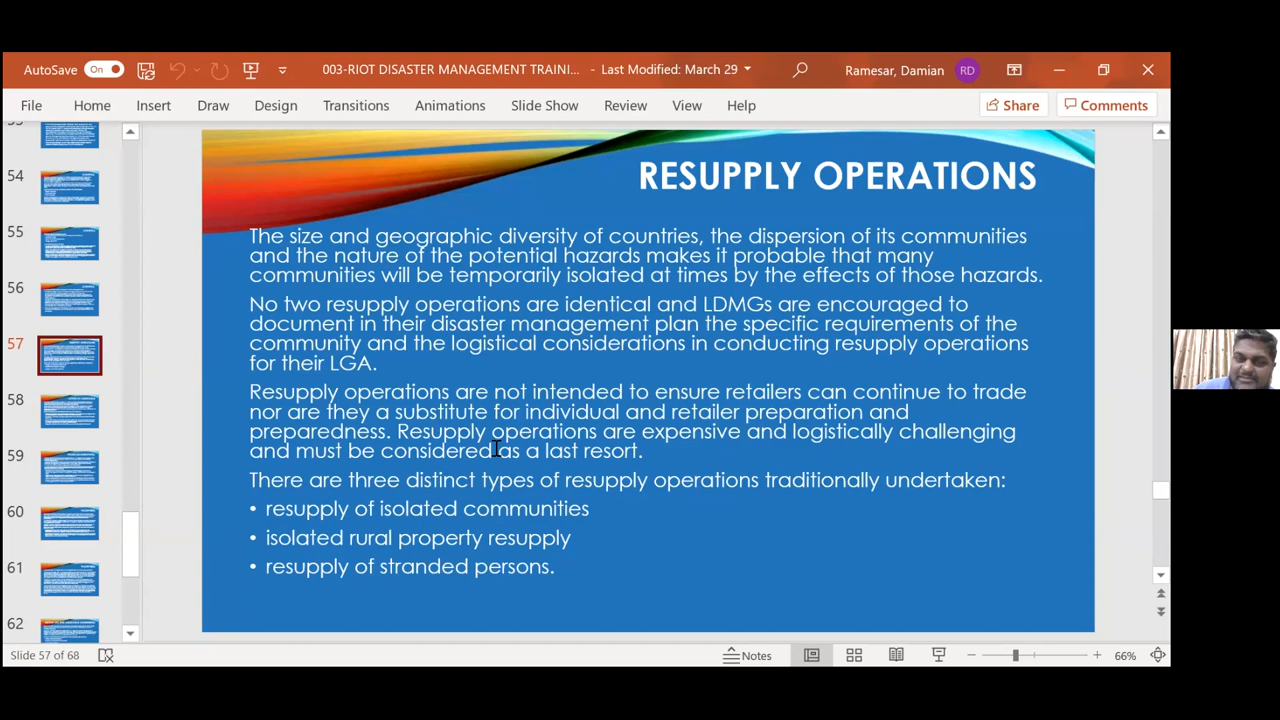 AutoSave On 003-RIOT DISASTER MANAGEMENT TRAINI... - Last Modified: March 29 Ramesar, Damian RD
File Home Insert Draw Design Transitions Animations Slide Show Review View Help Share Comments
54
55
56
57
58
59
60
61
62
RESUPPLY OPERATIONS
The size and geographic diversity of countries, the dispersion of its communities
and the nature of the potential hazards makes it probable that many
communities will be temporarily isolated at times by the effects of those hazards.
No two resupply operations are identical and LDMGs are encouraged to
document in their disaster management plan the specific requirements of the
community and the logistical considerations in conducting resupply operations
for their LGA.
Resupply operations are not intended to ensure retailers can continue to trade
nor are they a substitute for individual and retailer preparation and
preparedness. Resupply operations are expensive and logistically challenging
and must be considered as a last resort.
There are three distinct types of resupply operations traditionally undertaken:
• resupply of isolated communities
• isolated rural property resupply
• resupply of stranded persons.
Slide 57 of 68 Notes 66%